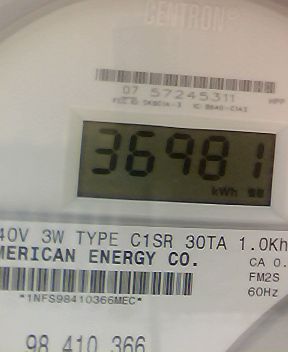 CENTRON®
07 57245311
36981
kWh
40V 3W TYPE C1SR 30TA 1.0Kh
MERICAN ENERGY CO.
CA 0.
FM2S
60Hz
*1NFS98410366MEC*
98 410 366